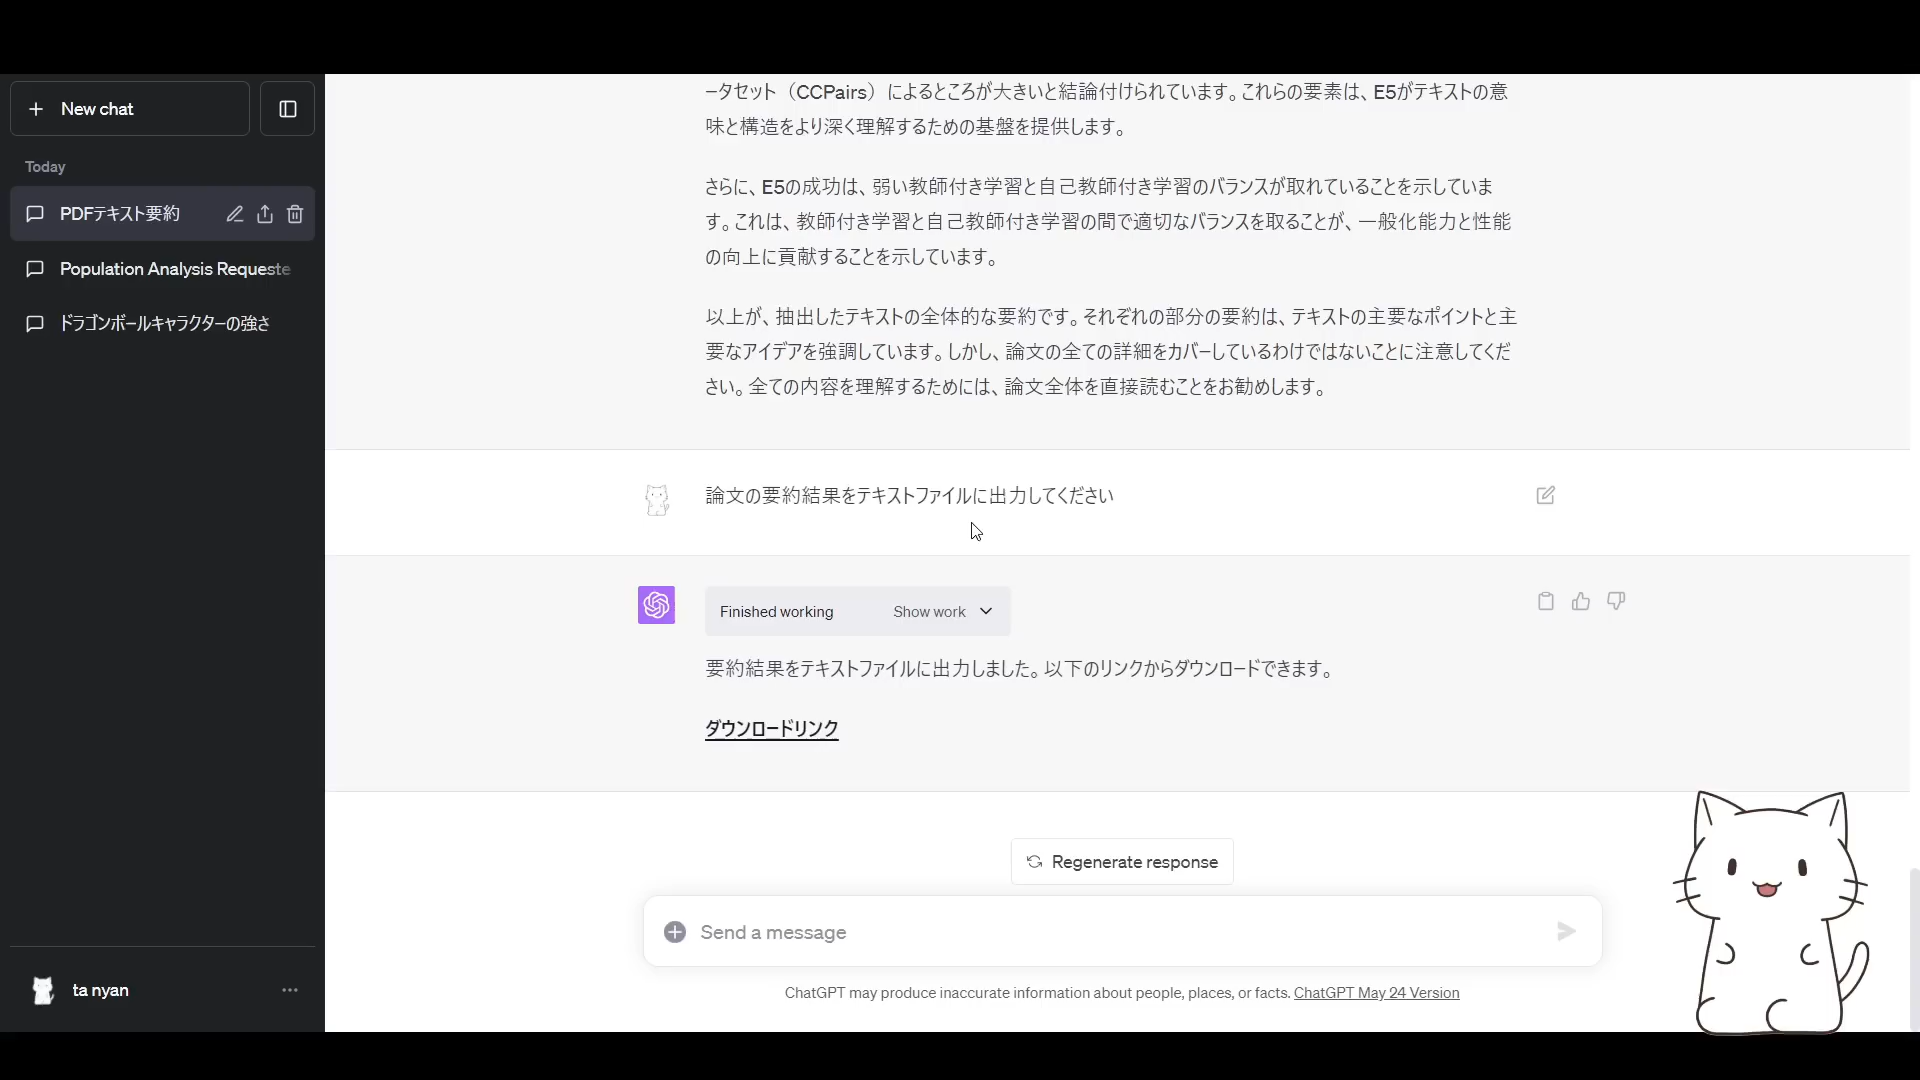 New chat
Today
PDFテキスト要約
Population Analysis Requeste
ドラゴンボールキャラクターの強さ
ta nyan
ータセット（CCPairs）によるところが大きいと結論付けられています。これらの要素は、E5がテキストの意
味と構造をより深く理解するための基盤を提供します。
さらに、E5の成功は、弱い教師付き学習と自己教師付き学習のバランスが取れていることを示していま
す。これは、教師付き学習と自己教師付き学習の間で適切なバランスを取ることが、一般化能力と性能
の向上に貢献することを示しています。
以上が、抽出したテキストの全体的な要約です。それぞれの部分の要約は、テキストの主要なポイントと主
要なアイデアを強調しています。しかし、論文の全ての詳細をカバーしているわけではないことに注意してくだ
さい。全ての内容を理解するためには、論文全体を直接読むことをお勧めします。
論文の要約結果をテキストファイルに出力してください
Finished working Show work
要約結果をテキストファイルに出力しました。以下のリンクからダウンロードできます。
ダウンロードリンク
Regenerate response
Send a message
ChatGPT may produce inaccurate information about people, places, or facts. ChatGPT May 24 Version